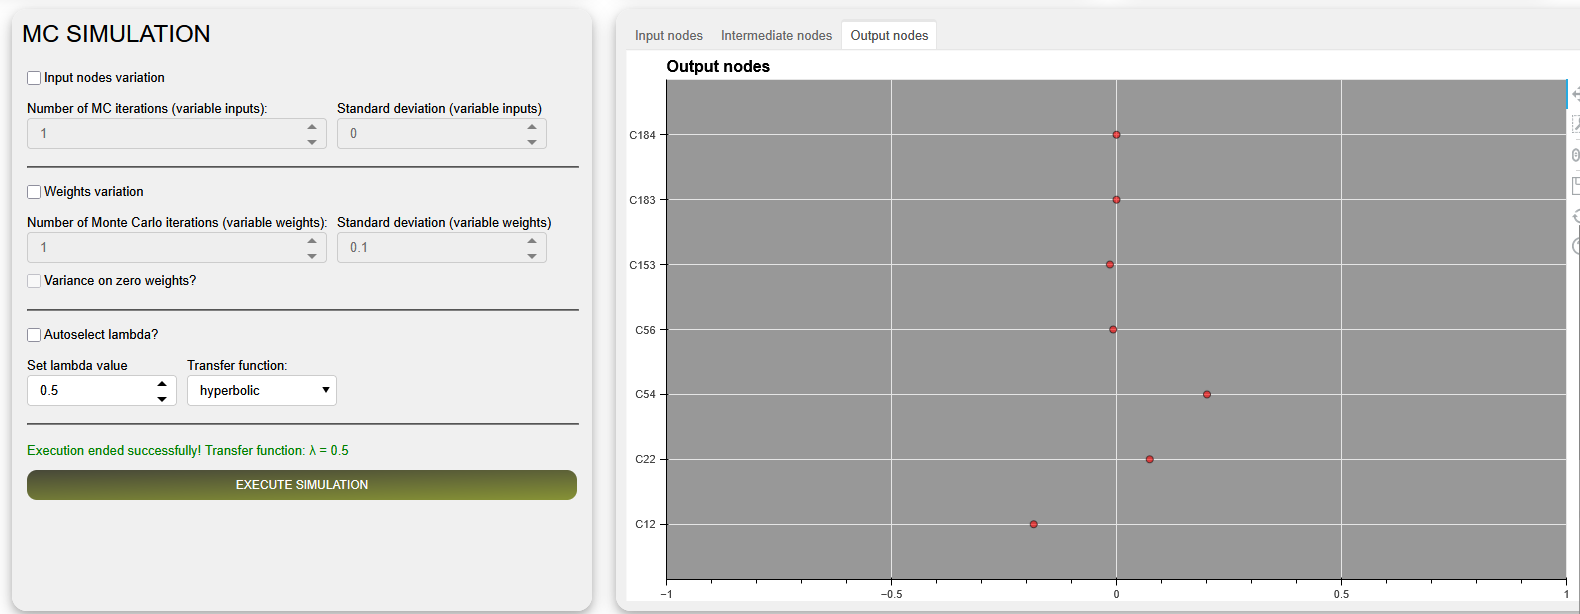 MC SIMULATION
Input nodes variation
Number of MC iterations (variable inputs):
Standard deviation (variable inputs)
1
0
Weights variation
Number of Monte Carlo iterations (variable weights):
Standard deviation (variable weights)
1
0.1
Variance on zero weights?
Autoselect lambda?
Set lambda value
Transfer function:
0.5
hyperbolic
Execution ended successfully! Transfer function: λ = 0.5
EXECUTE SIMULATION
Input nodes
Intermediate nodes
Output nodes
Output nodes
C184
C183
C153
C56
C54
C22
C12
−1
−0.5
0
0.5
1